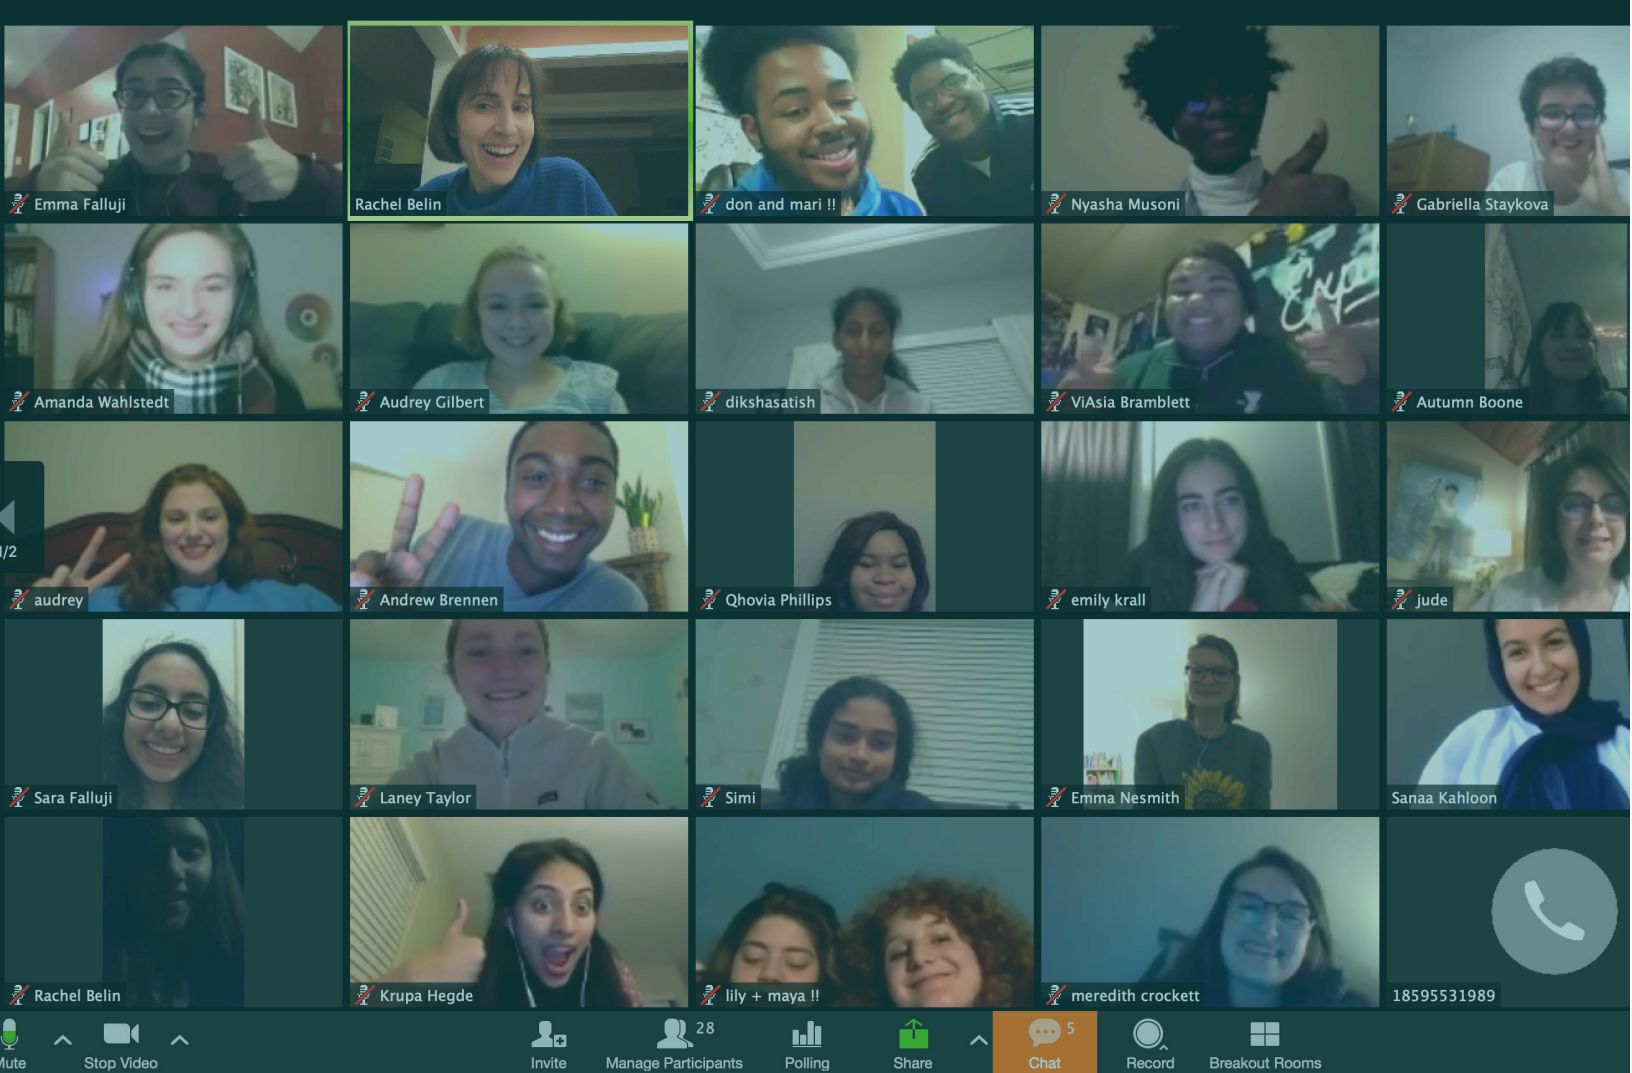 Emma Falluji
Rachel Belin
don and mari !!
Nyasha Musoni
Gabriella Staykova
Amanda Wahlstedt
Audrey Gilbert
dikshasatish
ViAsia Bramblett
Autumn Boone
audrey
Andrew Brennen
Qhovia Phillips
emily krall
jude
1/2
Sara Falluji
Laney Taylor
Simi
Emma Nesmith
Sanaa Kahloon
Rachel Belin
Krupa Hegde
lily + maya !!
meredith crockett
18595531989
28
5
Mute
Stop Video
Invite
Manage Participants
Polling
Share
Chat
Record
Breakout Rooms